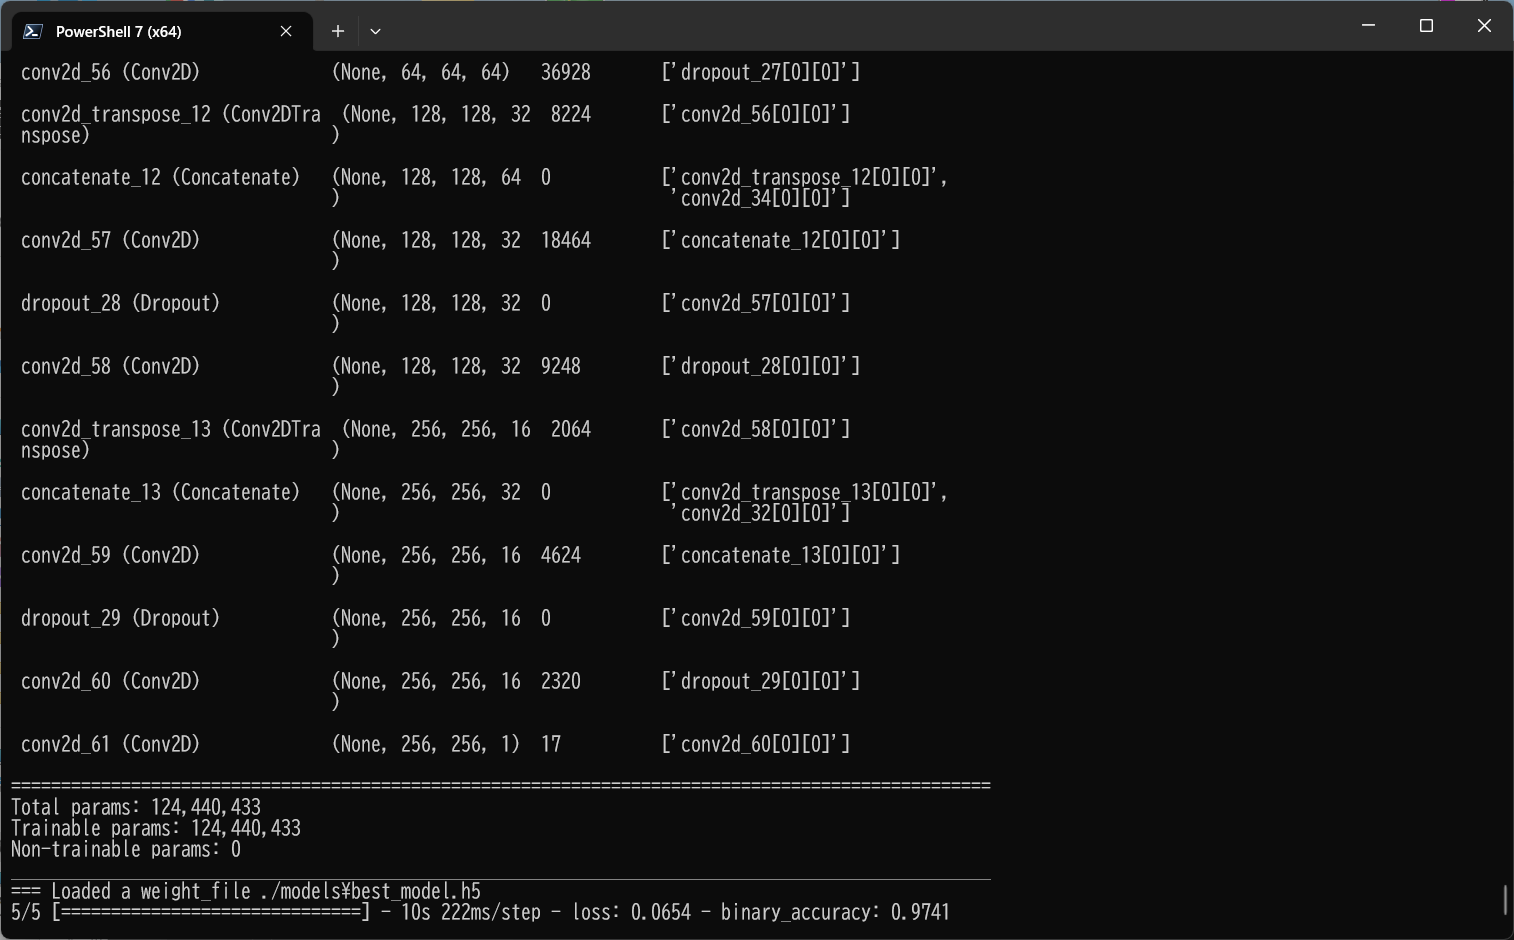 PowerShell 7 (x64)
conv2d_56 (Conv2D) (None, 64, 64, 64) 36928 ['dropout_27[0][0]']
conv2d_transpose_12 (Conv2DTra (None, 128, 128, 32 8224 ['conv2d_56[0][0]']
nspose) )
concatenate_12 (Concatenate) (None, 128, 128, 64 0 ['conv2d_transpose_12[0][0]',
) 'conv2d_34[0][0]']
conv2d_57 (Conv2D) (None, 128, 128, 32 18464 ['concatenate_12[0][0]']
)
dropout_28 (Dropout) (None, 128, 128, 32 0 ['conv2d_57[0][0]']
)
conv2d_58 (Conv2D) (None, 128, 128, 32 9248 ['dropout_28[0][0]']
)
conv2d_transpose_13 (Conv2DTra (None, 256, 256, 16 2064 ['conv2d_58[0][0]']
nspose) )
concatenate_13 (Concatenate) (None, 256, 256, 32 0 ['conv2d_transpose_13[0][0]',
) 'conv2d_32[0][0]']
conv2d_59 (Conv2D) (None, 256, 256, 16 4624 ['concatenate_13[0][0]']
)
dropout_29 (Dropout) (None, 256, 256, 16 0 ['conv2d_59[0][0]']
)
conv2d_60 (Conv2D) (None, 256, 256, 16 2320 ['dropout_29[0][0]']
)
conv2d_61 (Conv2D) (None, 256, 256, 1) 17 ['conv2d_60[0][0]']
==================================================================================================
Total params: 124,440,433
Trainable params: 124,440,433
Non-trainable params: 0
__________________________________________________________________________________________________
=== Loaded a weight_file ./models¥best_model.h5
5/5 [==============================] - 10s 222ms/step - loss: 0.0654 - binary_accuracy: 0.9741